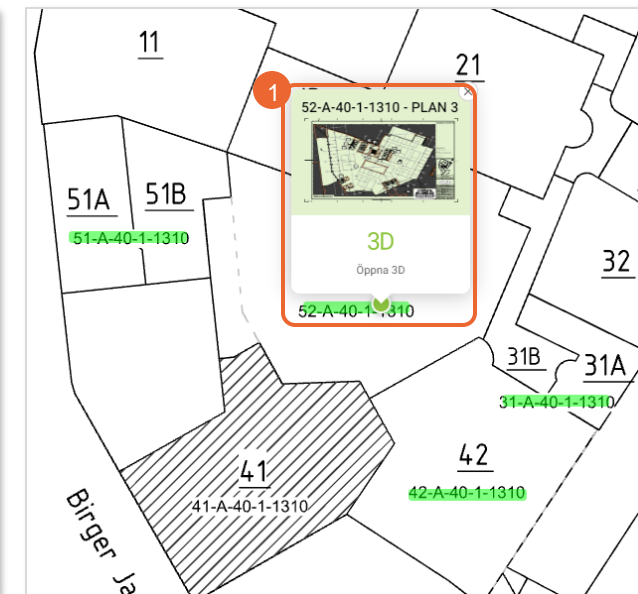 11
21
1
52-A-40-1-1310 - PLAN 3
51A
51B
51-A-40-1-1310
3D
Öppna 3D
32
52-A-40-1-1310
31B
31A
31-A-40-1-1310
42
41
42-A-40-1-1310
41-A-40-1-1310
Birger Ja